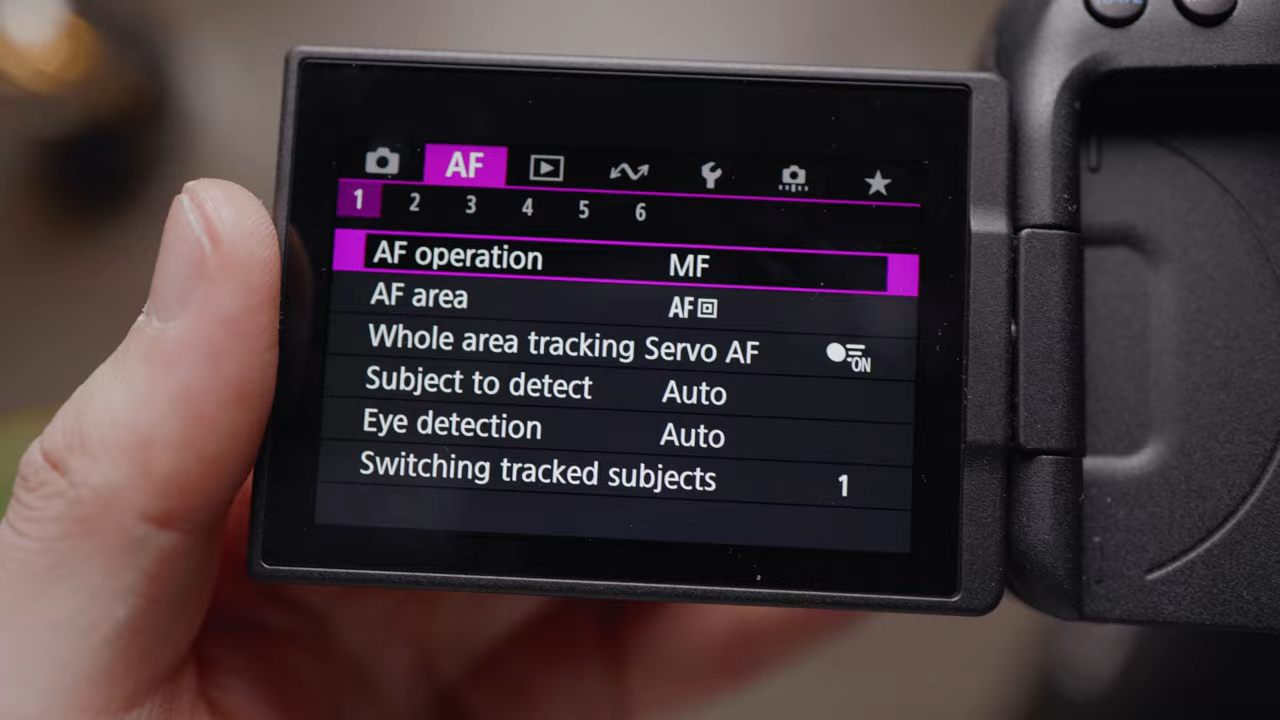 AF
1 2 3 4 5 6
AF operation MF
AF area AF
Whole area tracking Servo AF ON
Subject to detect Auto
Eye detection Auto
Switching tracked subjects 1